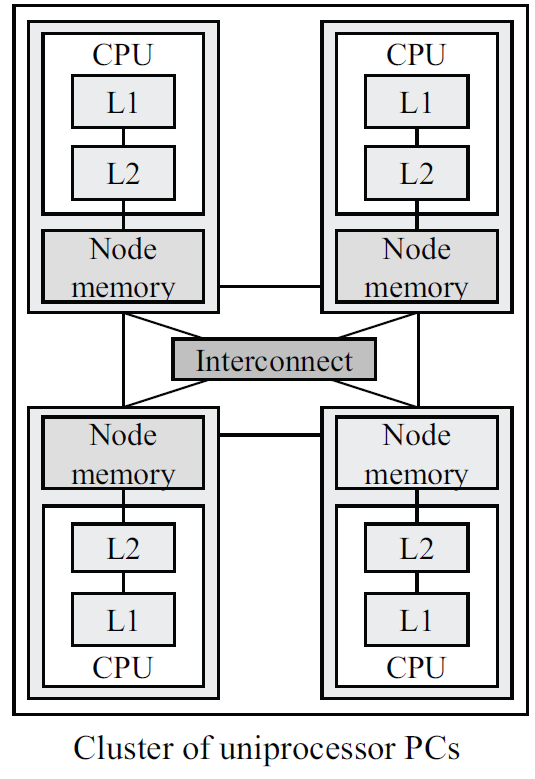 CPU
L1
L2
Node
memory
CPU
L1
L2
Node
memory
Interconnect
Node
memory
L2
L1
CPU
Node
memory
L2
L1
CPU
Cluster of uniprocessor PCs